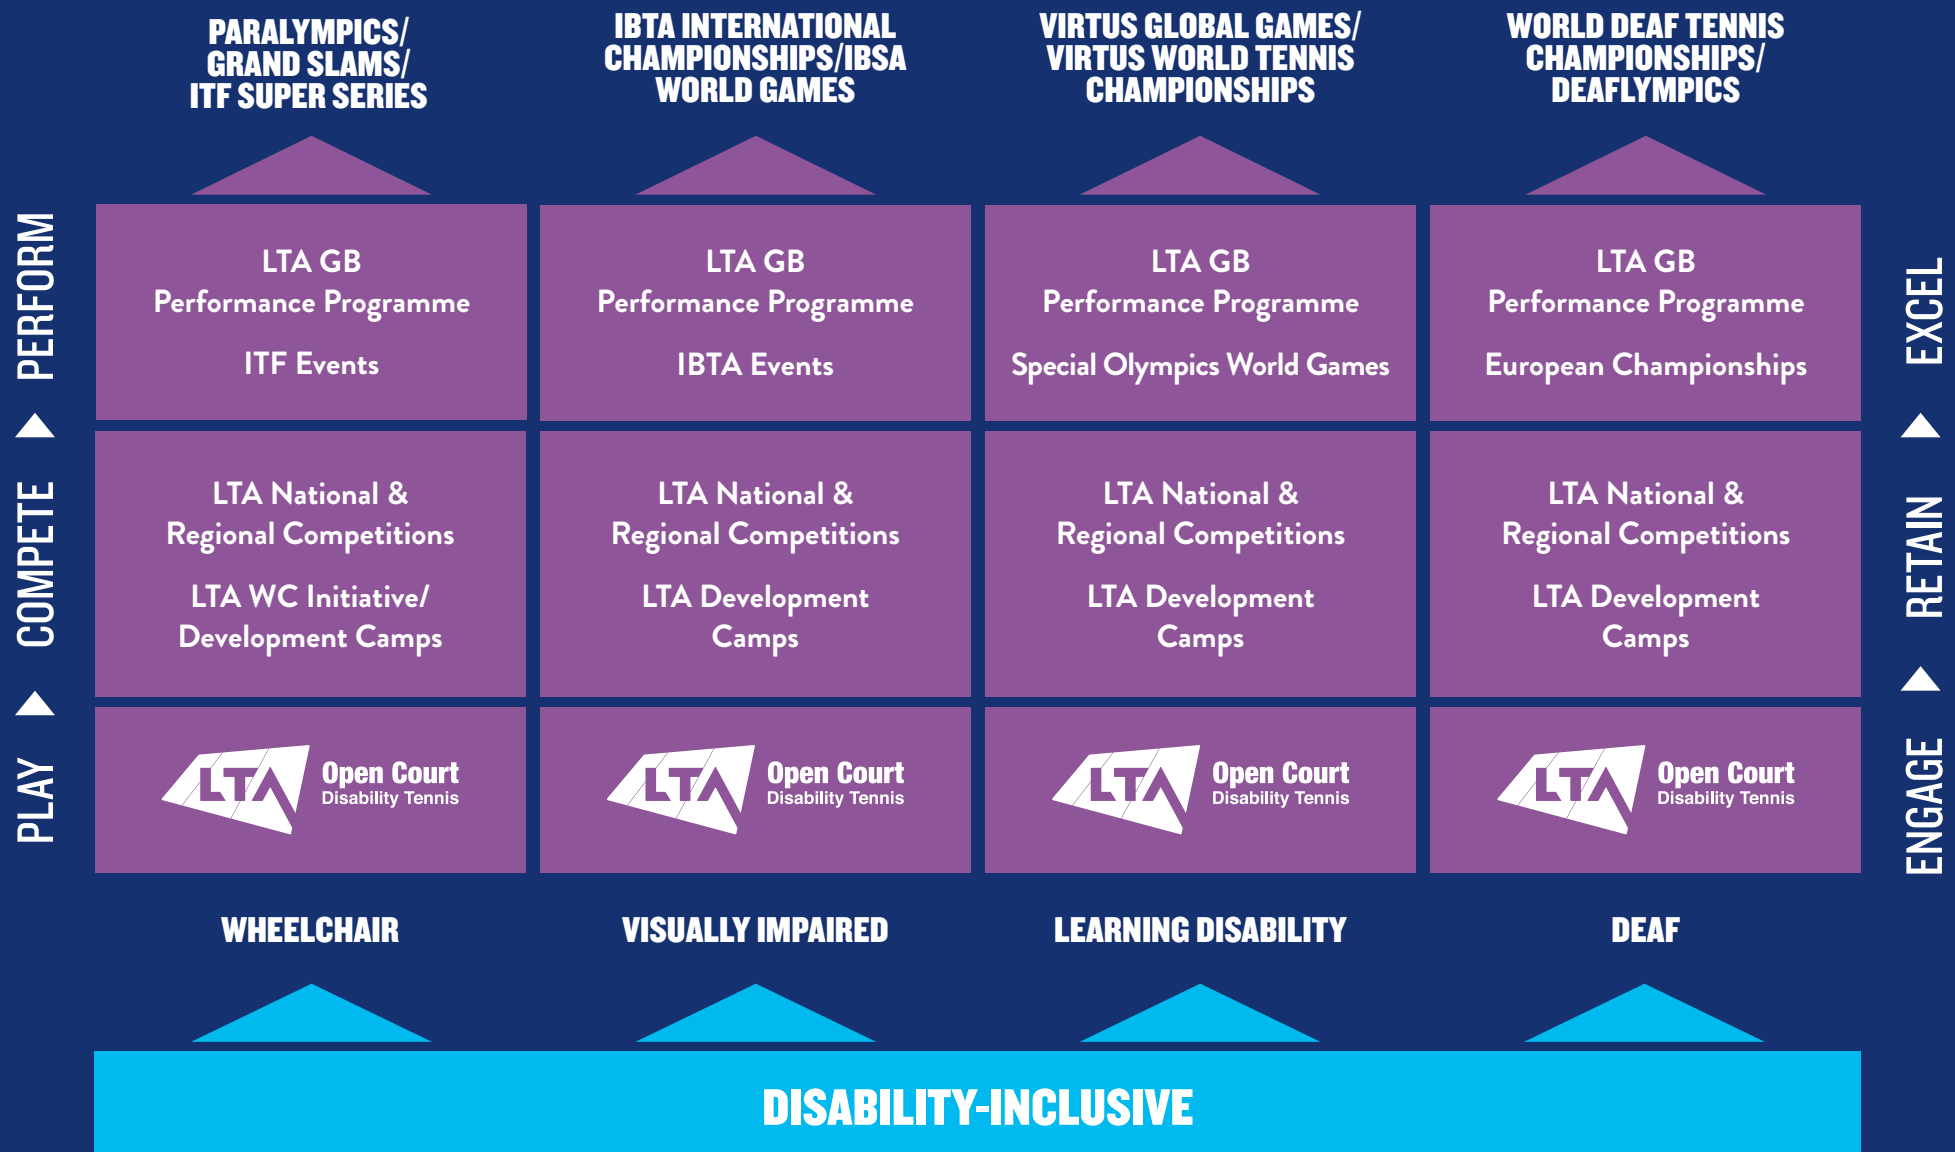 PARALYMPICS/
GRAND SLAMS/
ITF SUPER SERIES
IBTA INTERNATIONAL
CHAMPIONSHIPS/IBSA
WORLD GAMES
VIRTUS GLOBAL GAMES/
VIRTUS WORLD TENNIS
CHAMPIONSHIPS
WORLD DEAF TENNIS
CHAMPIONSHIPS/
DEAFLYMPICS
PERFORM
LTA GB
Performance Programme
ITF Events
LTA GB
Performance Programme
IBTA Events
LTA GB
Performance Programme
Special Olympics World Games
LTA GB
Performance Programme
European Championships
EXCEL
COMPETE
LTA National &
Regional Competitions
LTA WC Initiative/
Development Camps
LTA National &
Regional Competitions
LTA Development
Camps
LTA National &
Regional Competitions
LTA Development
Camps
LTA National &
Regional Competitions
LTA Development
Camps
RETAIN
PLAY
LTA
Open Court
Disability Tennis
LTA
Open Court
Disability Tennis
LTA
Open Court
Disability Tennis
LTA
Open Court
Disability Tennis
ENGAGE
WHEELCHAIR
VISUALLY IMPAIRED
LEARNING DISABILITY
DEAF
DISABILITY-INCLUSIVE